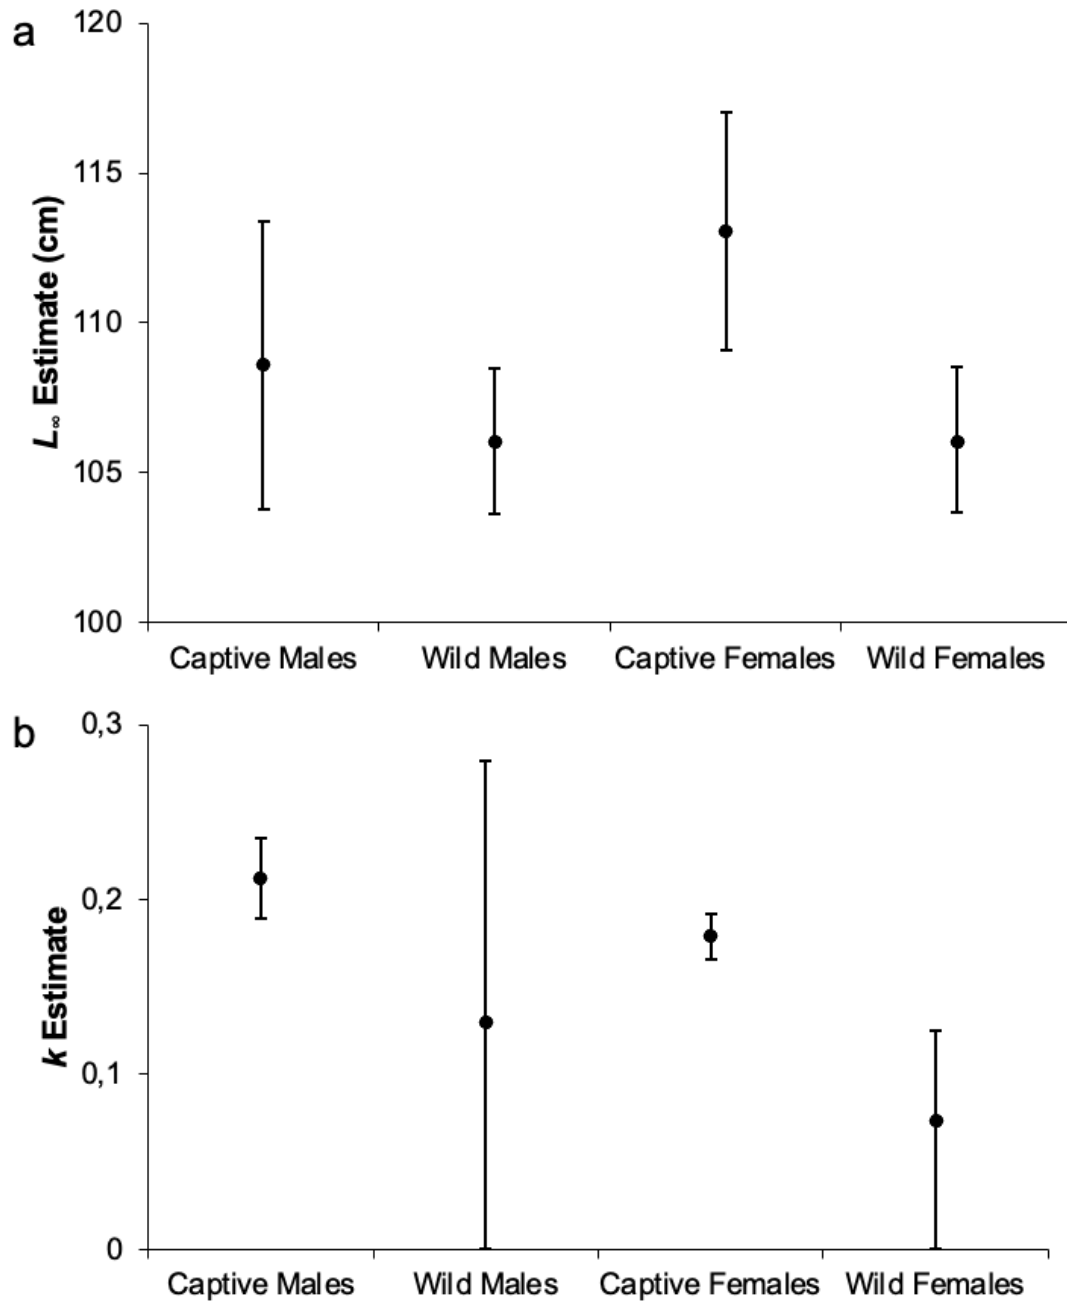 a
120
115
110
105
100
L∞ Estimate (cm)
Captive Males Wild Males Captive Females Wild Females
b
0,3
0,2
0,1
0
k Estimate
Captive Males Wild Males Captive Females Wild Females